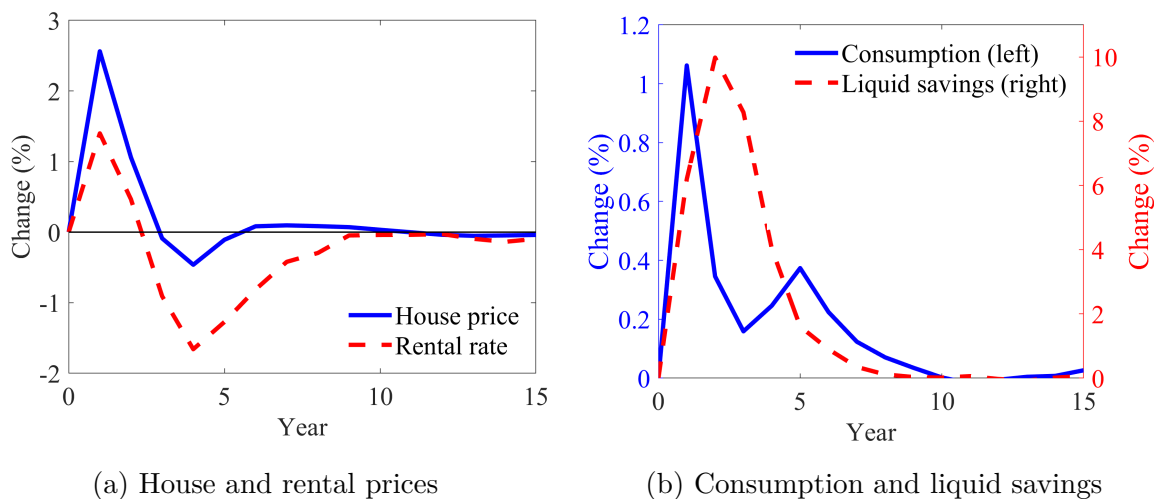 3
2
1
0
-1
-2
Change (%)
0
5
10
15
Year
House price
Rental rate
(a) House and rental prices
1.2
1
0.8
0.6
0.4
0.2
0
Change (%)
Consumption (left)
Liquid savings (right)
10
8
6
4
2
0
Change (%)
0
5
10
15
Year
(b) Consumption and liquid savings